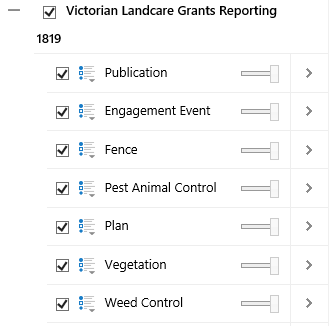 Victorian Landcare Grants Reporting
1819
Publication
Engagement Event
Fence
Pest Animal Control
Plan
Vegetation
Weed Control